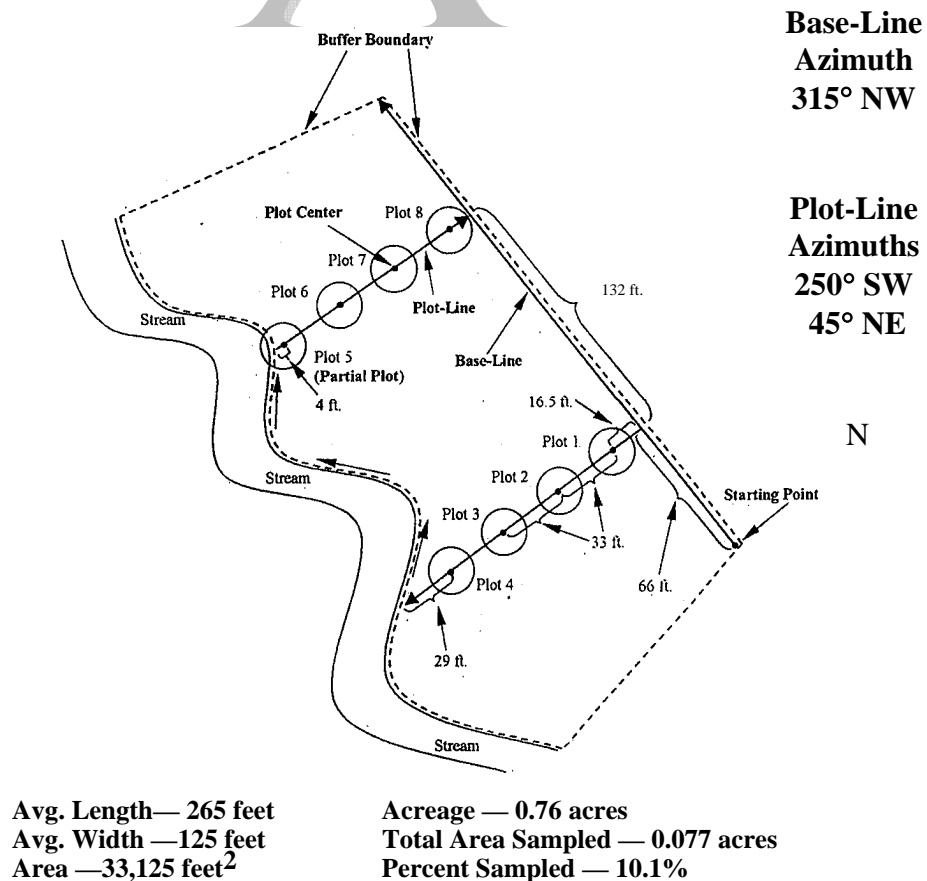 Base-Line
Azimuth
315° NW
Buffer Boundary
Plot-Line
Azimuths
250° SW
45° NE
Plot Center
Plot 8
Plot 7
Plot 6
132 ft.
Plot-Line
Stream
Plot 5
(Partial Plot)
Base-Line
4 ft.
16.5 ft.
N
Plot 1
Plot 2
Stream
Starting Point
Plot 3
33 ft.
Plot 4
66 ft.
29 ft.
Stream
Avg. Length— 265 feet
Avg. Width —125 feet
Area —33,125 feet2
Acreage — 0.76 acres
Total Area Sampled — 0.077 acres
Percent Sampled — 10.1%